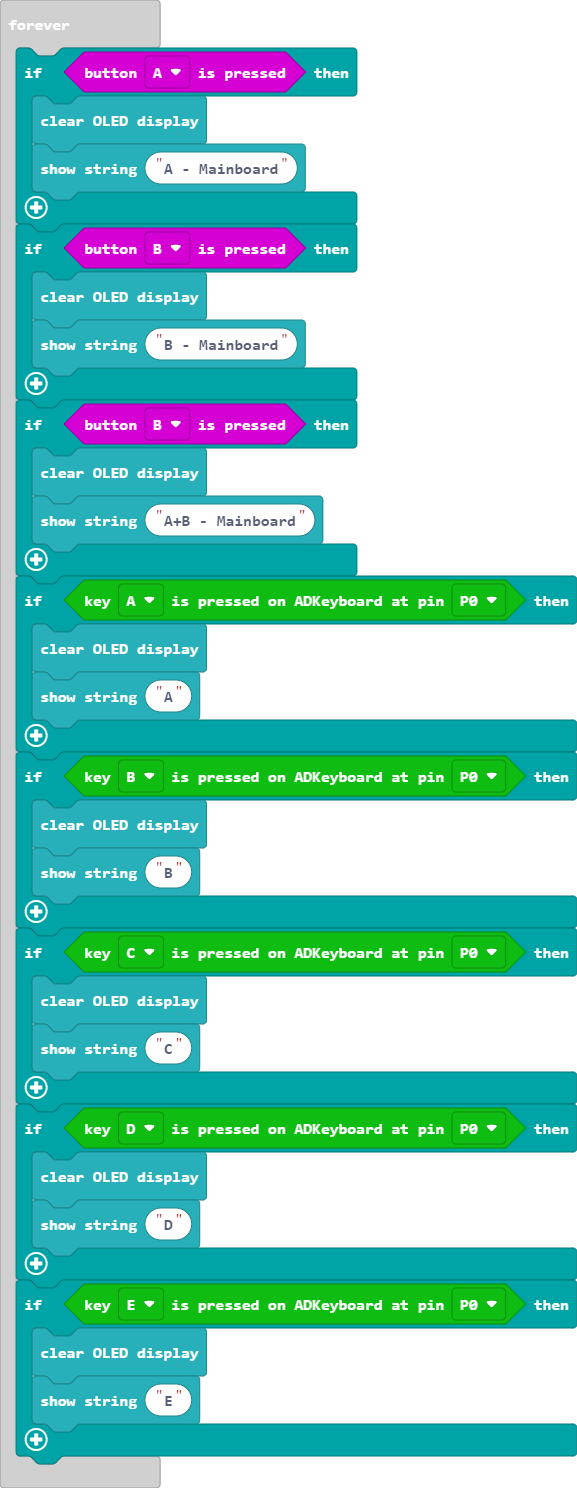 forever
if button A is pressed then
clear OLED display
show string "A - Mainboard"
if button B is pressed then
clear OLED display
show string "B - Mainboard"
if button B is pressed then
clear OLED display
show string "A+B - Mainboard"
if key A is pressed on ADKeyboard at pin P0 then
clear OLED display
show string "A"
if key B is pressed on ADKeyboard at pin P0 then
clear OLED display
show string "B"
if key C is pressed on ADKeyboard at pin P0 then
clear OLED display
show string "C"
if key D is pressed on ADKeyboard at pin P0 then
clear OLED display
show string "D"
if key E is pressed on ADKeyboard at pin P0 then
clear OLED display
show string "E"